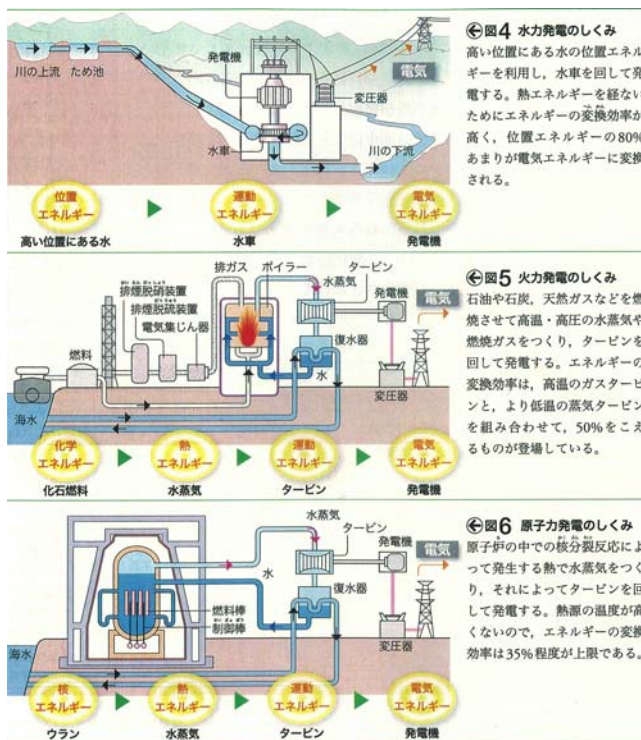 図4 水力発電のしくみ
高い位置にある水の位置エネル
ギーを利用し，水車を回して発
電する。熱エネルギーを経ない
ためにエネルギーの変換効率が
高く，位置エネルギーの80%
あまりが電気エネルギーに変換
される。
川の上流
ため池
発電機
電気
変圧器
水車
川の下流
位置
エネルギー
高い位置にある水
運動
エネルギー
水車
電気
エネルギー
発電機
図5 火力発電のしくみ
石油や石炭，天然ガスなどを燃
焼させて高温・高圧の水蒸気や
燃焼ガスをつくり，タービンを
回して発電する。エネルギーの
変換効率は，高温のガスタービ
ンと，より低温の蒸気タービン
を組み合わせて，50%をこえ
るものが登場している。
排ガス
ボイラー
水蒸気
タービン
発電機
電気
排煙脱硝装置
排煙脱硫装置
電気集じん器
燃料
復水器
水
変圧器
海水
化学
エネルギー
化石燃料
熱
エネルギー
水蒸気
運動
エネルギー
タービン
電気
エネルギー
発電機
図6 原子力発電のしくみ
原子炉の中での核分裂反応によ
って発生する熱で水蒸気をつく
り，それによってタービンを回
して発電する。熱源の温度が高
くないので，エネルギーの変換
効率は35%程度が上限である。
水蒸気
タービン
発電機
電気
水
復水器
燃料棒
制御棒
変圧器
海水
核
エネルギー
ウラン
熱
エネルギー
水蒸気
運動
エネルギー
タービン
電気
エネルギー
発電機